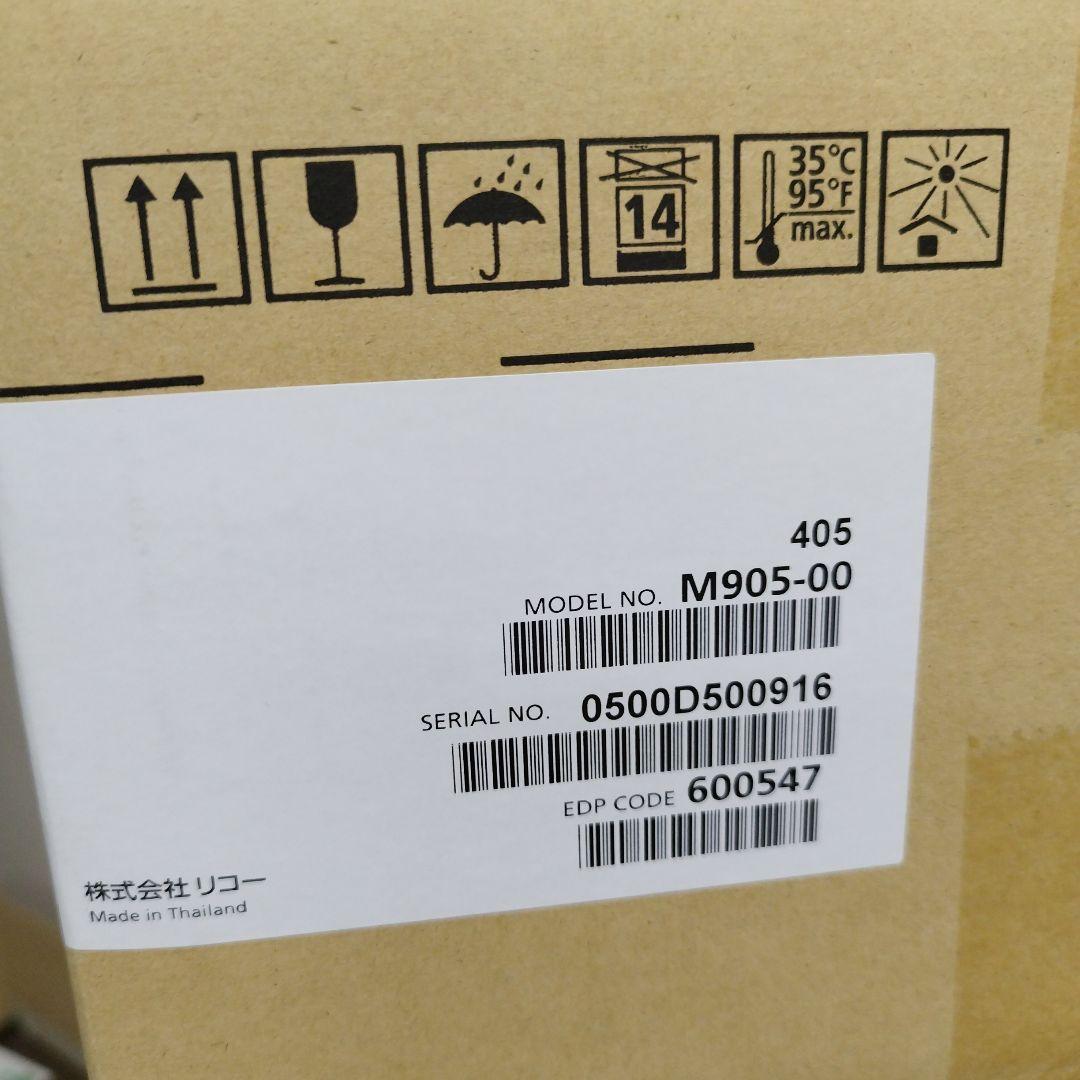 14
35°C
95°F
max.
405
MODEL NO. M905-00
SERIAL NO. 0500D500916
EDP CODE 600547
株式会社リコー
Made in Thailand